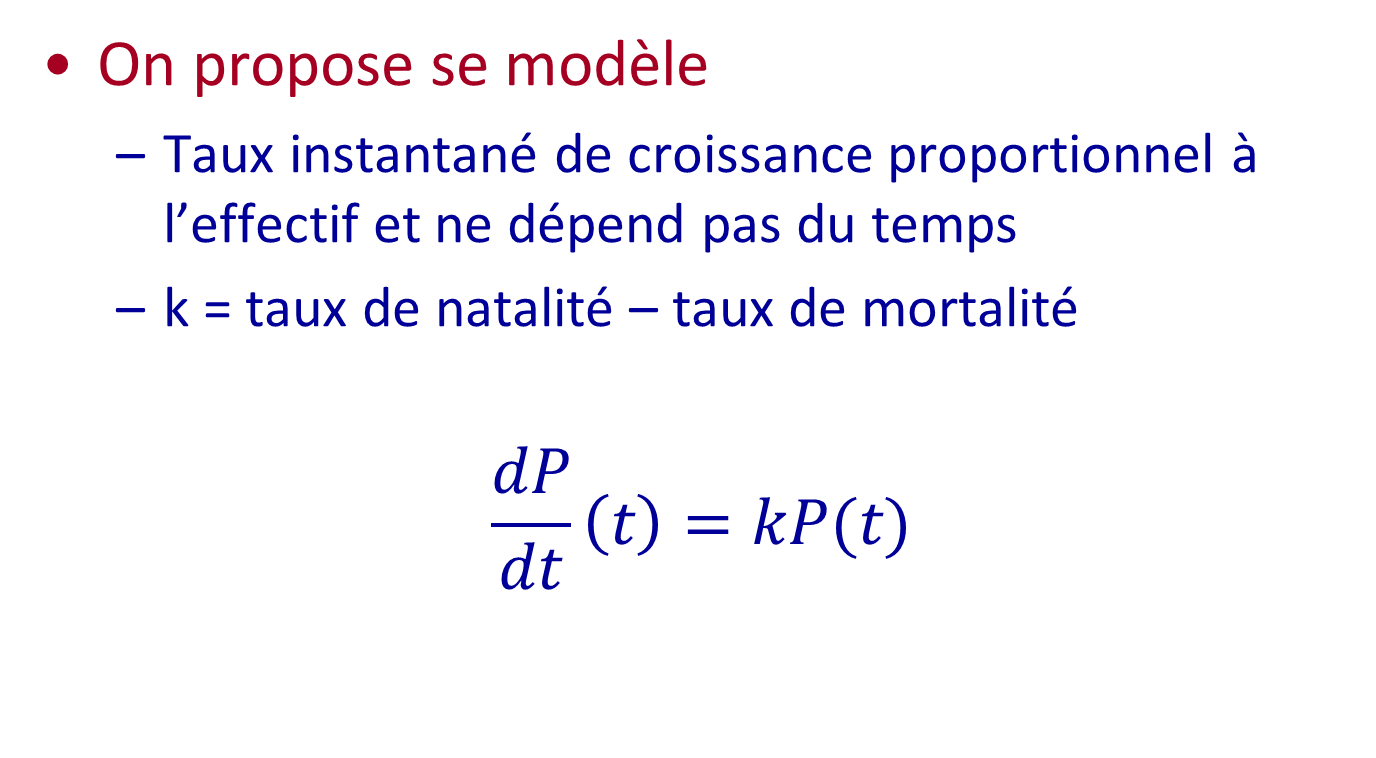 • On propose se modèle
– Taux instantané de croissance proportionnel à
l’effectif et ne dépend pas du temps
– k = taux de natalité – taux de mortalité
dP/dt (t) = kP(t)